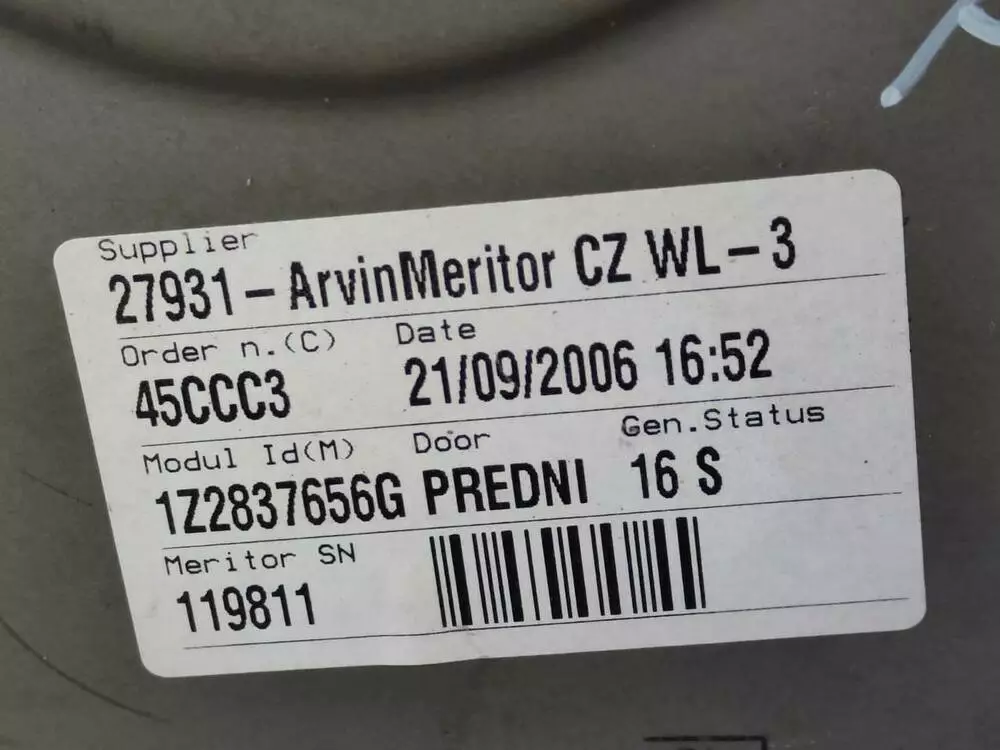 Supplier
27931-ArvinMeritor CZ WL-3
Order n.(C) Date
45CCC3 21/09/2006 16:52
Modul Id(M) Door Gen.Status
1Z2837656G PREDNI 16 S
Meritor SN
119811